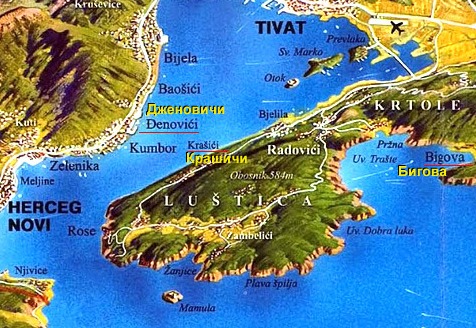 Kruševice
TIVAT
Prevlaka
Sv. Marko
Bijela
Otok
Baošići
Дженовичи
Đenovići
Bjelila
KRTOLE
Kuti
Kumbor
Krašići
Крашичи
Radovići
Pržna
Uv. Trašte
Bigova
Бигова
Zelenika
Meljine
Obosnik 584m
LUŠTICA
HERCEG
NOVI
Rose
Zambelići
Uv. Dobra luka
Njivice
Žanjice
Plava špilja
Mamula